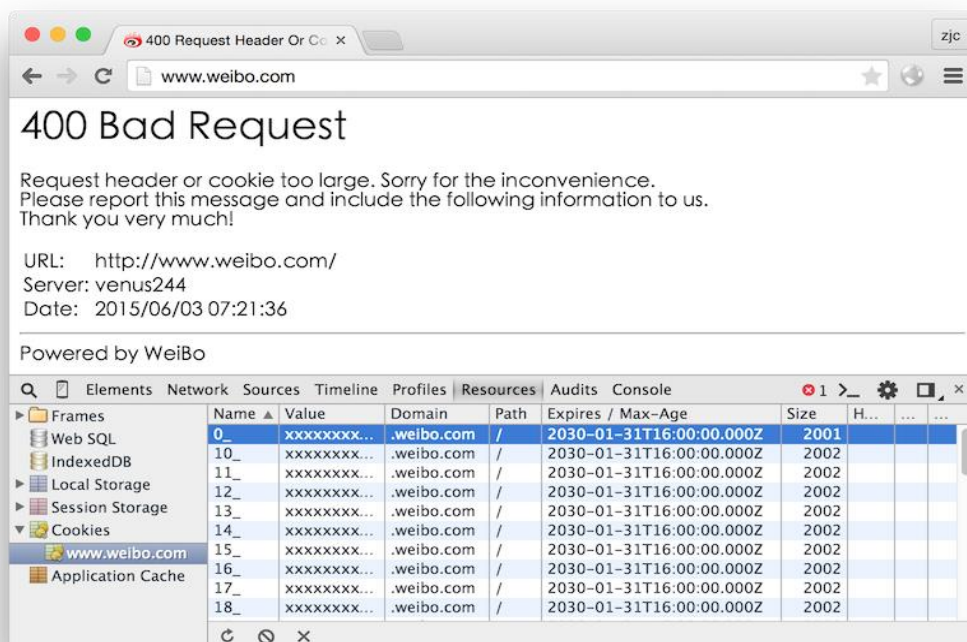 400 Request Header Or Co
zjc
www.weibo.com
400 Bad Request
Request header or cookie too large. Sorry for the inconvenience.
Please report this message and include the following information to us.
Thank you very much!
URL: http://www.weibo.com/
Server: venus244
Date: 2015/06/03 07:21:36
Powered by WeiBo
Elements Network Sources Timeline Profiles Resources Audits Console 1
Frames
Web SQL
IndexedDB
Local Storage
Session Storage
Cookies
www.weibo.com
Application Cache
Name Value Domain Path Expires / Max-Age Size H... ... ...
0_ xxxxxxxx... .weibo.com / 2030-01-31T16:00:00.000Z 2001
10_ xxxxxxxx... .weibo.com / 2030-01-31T16:00:00.000Z 2002
11_ xxxxxxxx... .weibo.com / 2030-01-31T16:00:00.000Z 2002
12_ xxxxxxxx... .weibo.com / 2030-01-31T16:00:00.000Z 2002
13_ xxxxxxxx... .weibo.com / 2030-01-31T16:00:00.000Z 2002
14_ xxxxxxxx... .weibo.com / 2030-01-31T16:00:00.000Z 2002
15_ xxxxxxxx... .weibo.com / 2030-01-31T16:00:00.000Z 2002
16_ xxxxxxxx... .weibo.com / 2030-01-31T16:00:00.000Z 2002
17_ xxxxxxxx... .weibo.com / 2030-01-31T16:00:00.000Z 2002
18_ xxxxxxxx... .weibo.com / 2030-01-31T16:00:00.000Z 2002